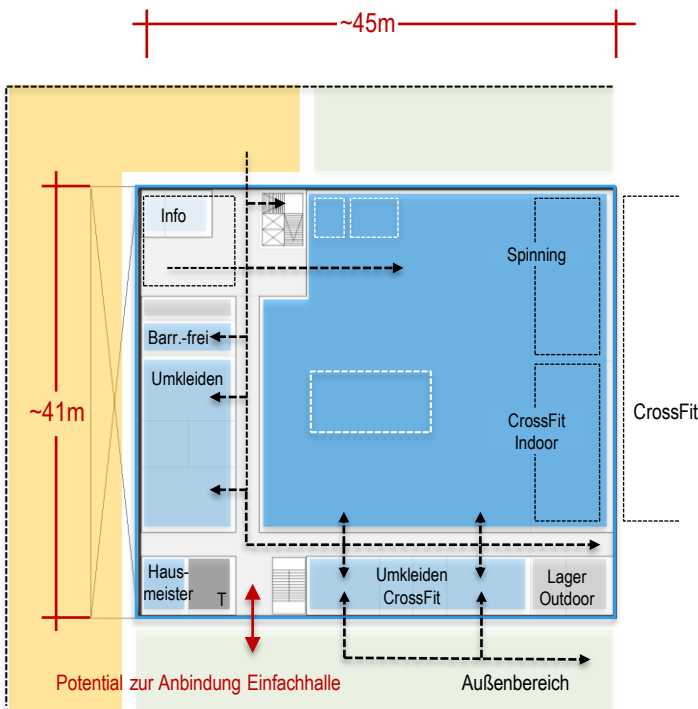 ~45m
Info
Spinning
Barr.-frei
Umkleiden
~41m
CrossFit
Indoor
CrossFit
Haus-
meister
T
Umkleiden
CrossFit
Lager
Outdoor
Potential zur Anbindung Einfachhalle
Außenbereich